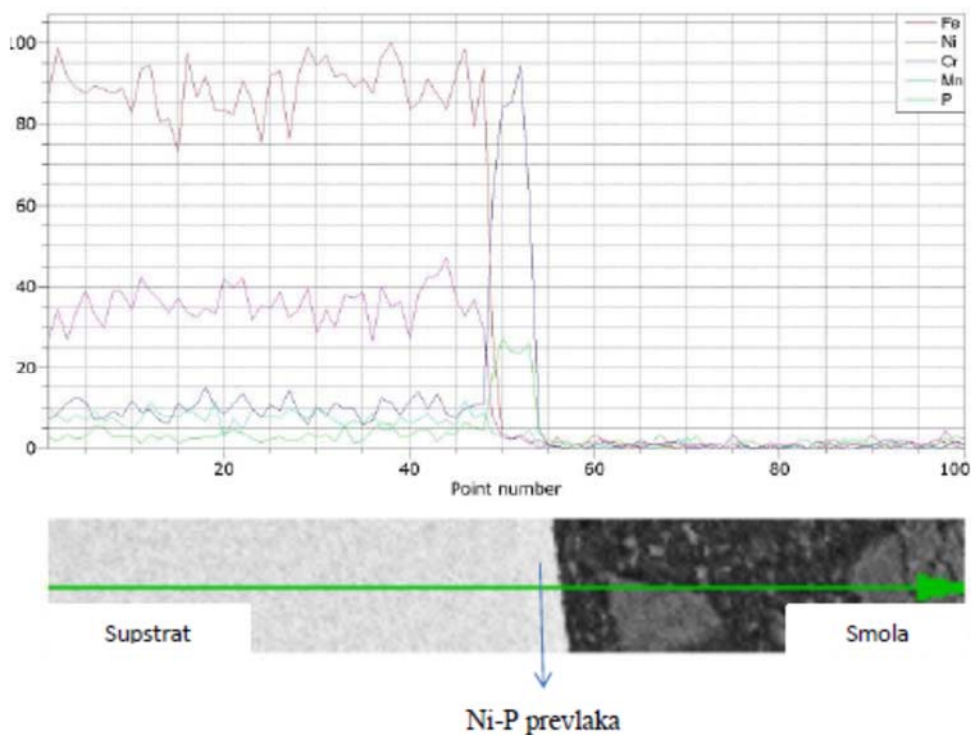 Fe
Ni
Cr
Mn
P
100
80
60
40
20
0
20 40 60 80 100
Point number
Supstrat
Smola
Ni-P prevlaka